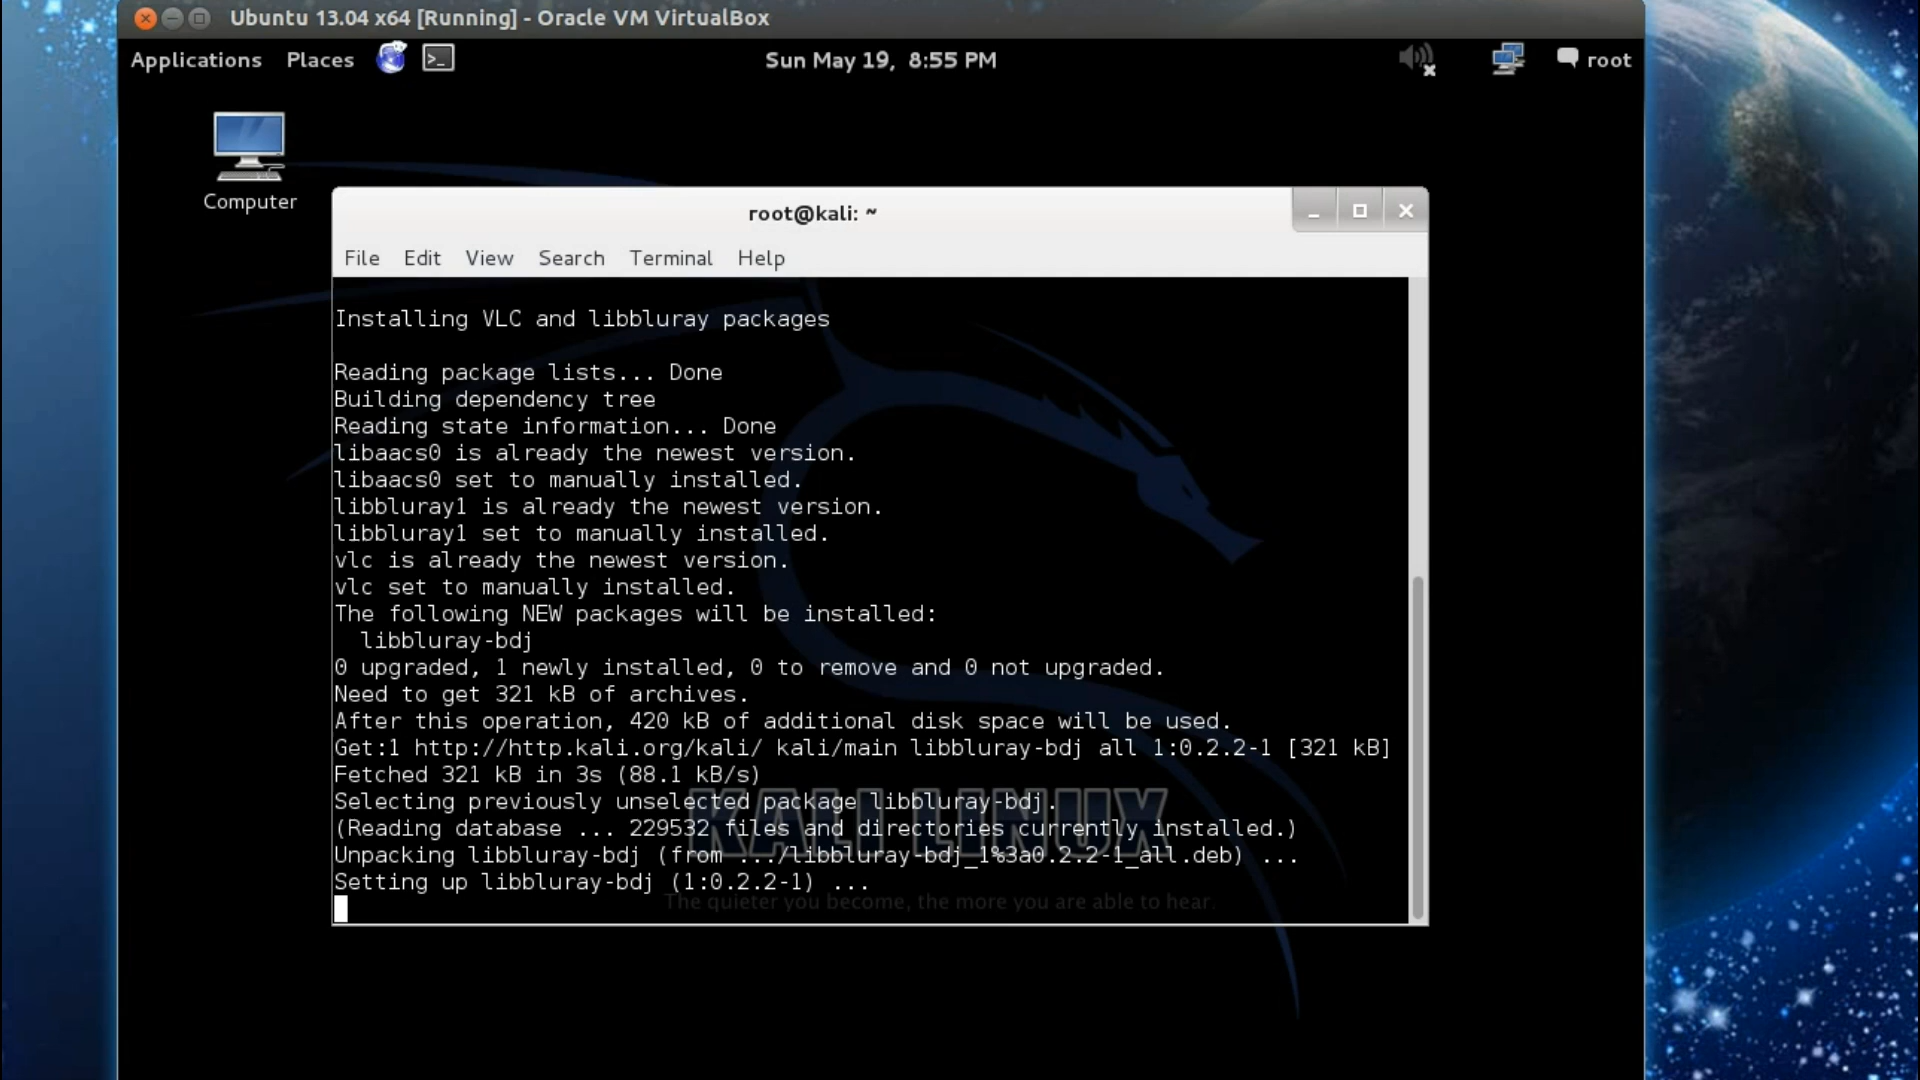 Ubuntu 13.04 x64 [Running] - Oracle VM VirtualBox
Applications Places Sun May 19, 8:55 PM root
Computer
root@kali: ~
File Edit View Search Terminal Help
Installing VLC and libbluray packages
Reading package lists... Done
Building dependency tree
Reading state information... Done
libaacs0 is already the newest version.
libaacs0 set to manually installed.
libbluray1 is already the newest version.
libbluray1 set to manually installed.
vlc is already the newest version.
vlc set to manually installed.
The following NEW packages will be installed:
libbluray-bdj
0 upgraded, 1 newly installed, 0 to remove and 0 not upgraded.
Need to get 321 kB of archives.
After this operation, 420 kB of additional disk space will be used.
Get:1 http://http.kali.org/kali/ kali/main libbluray-bdj all 1:0.2.2-1 [321 kB]
Fetched 321 kB in 3s (88.1 kB/s)
Selecting previously unselected package libbluray-bdj.
KALI LINUX
(Reading database ... 229532 files and directories currently installed.)
Unpacking libbluray-bdj (from .../libbluray-bdj_1%3a0.2.2-1_all.deb) ...
Setting up libbluray-bdj (1:0.2.2-1) ...
The quieter you become, the more you are able to hear.